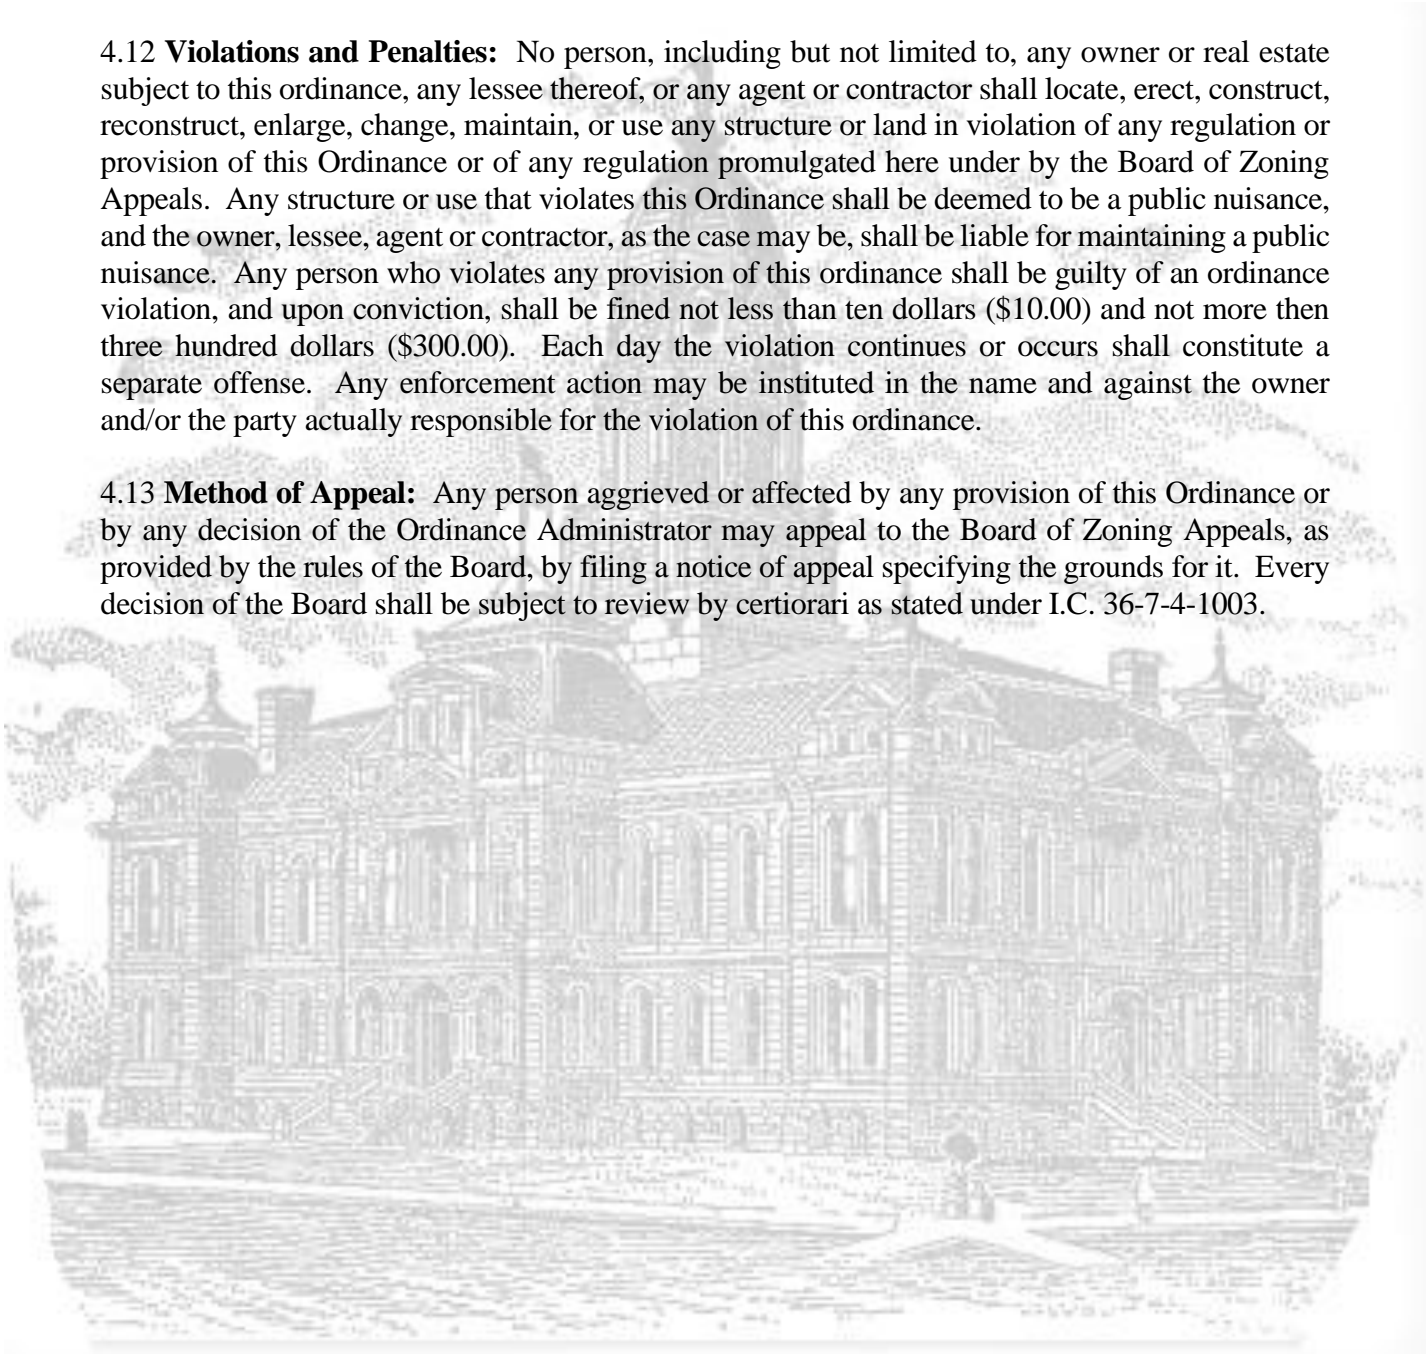 4.12 Violations and Penalties: No person, including but not limited to, any owner or real estate
subject to this ordinance, any lessee thereof, or any agent or contractor shall locate, erect, construct,
reconstruct, enlarge, change, maintain, or use any structure or land in violation of any regulation or
provision of this Ordinance or of any regulation promulgated here under by the Board of Zoning
Appeals. Any structure or use that violates this Ordinance shall be deemed to be a public nuisance,
and the owner, lessee, agent or contractor, as the case may be, shall be liable for maintaining a public
nuisance. Any person who violates any provision of this ordinance shall be guilty of an ordinance
violation, and upon conviction, shall be fined not less than ten dollars ($10.00) and not more then
three hundred dollars ($300.00). Each day the violation continues or occurs shall constitute a
separate offense. Any enforcement action may be instituted in the name and against the owner
and/or the party actually responsible for the violation of this ordinance.
4.13 Method of Appeal: Any person aggrieved or affected by any provision of this Ordinance or
by any decision of the Ordinance Administrator may appeal to the Board of Zoning Appeals, as
provided by the rules of the Board, by filing a notice of appeal specifying the grounds for it. Every
decision of the Board shall be subject to review by certiorari as stated under I.C. 36-7-4-1003.